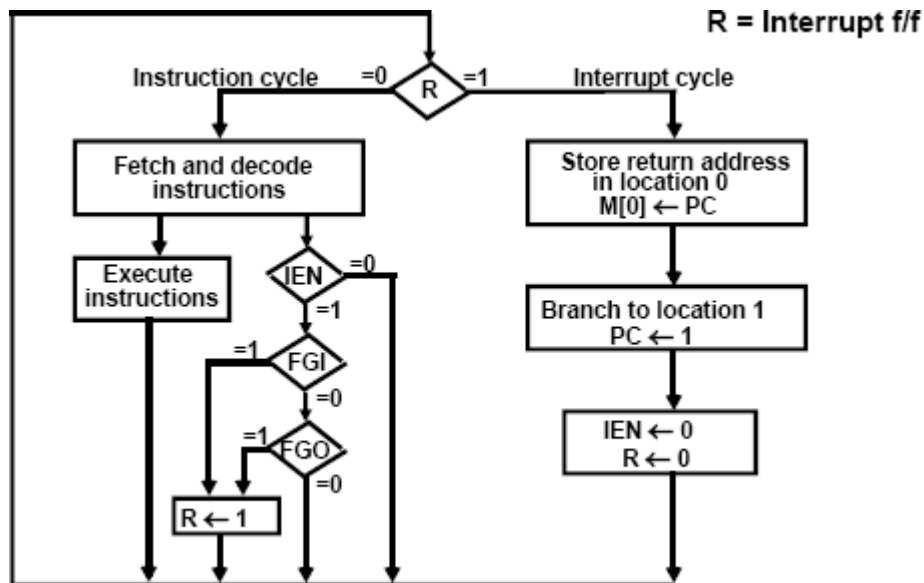 R = Interrupt f/f
Instruction cycle
=0
R
=1
Interrupt cycle
Fetch and decode
instructions
Store return address
in location 0
M[0] ← PC
Execute
instructions
IEN
=0
=1
Branch to location 1
PC ← 1
=1
FGI
=0
=1
FGO
=0
IEN ← 0
R ← 0
R ← 1